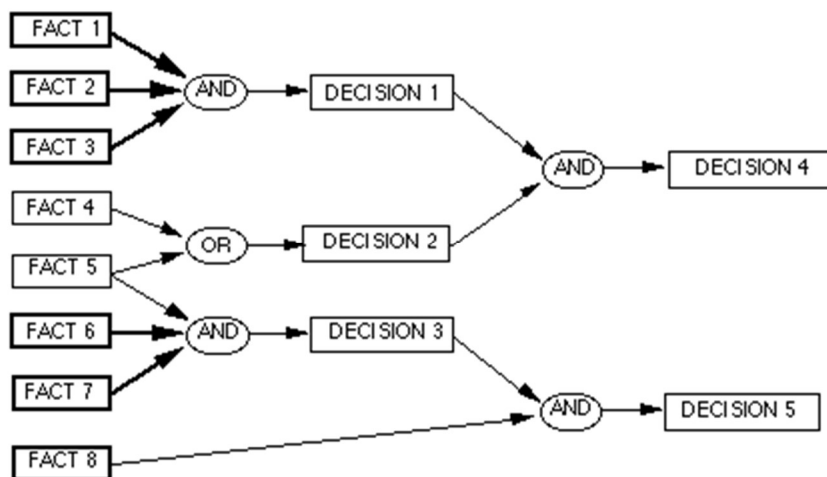 FACT 1
FACT 2
AND
DECISION 1
FACT 3
AND
DECISION 4
FACT 4
OR
DECISION 2
FACT 5
FACT 6
AND
DECISION 3
FACT 7
AND
DECISION 5
FACT 8